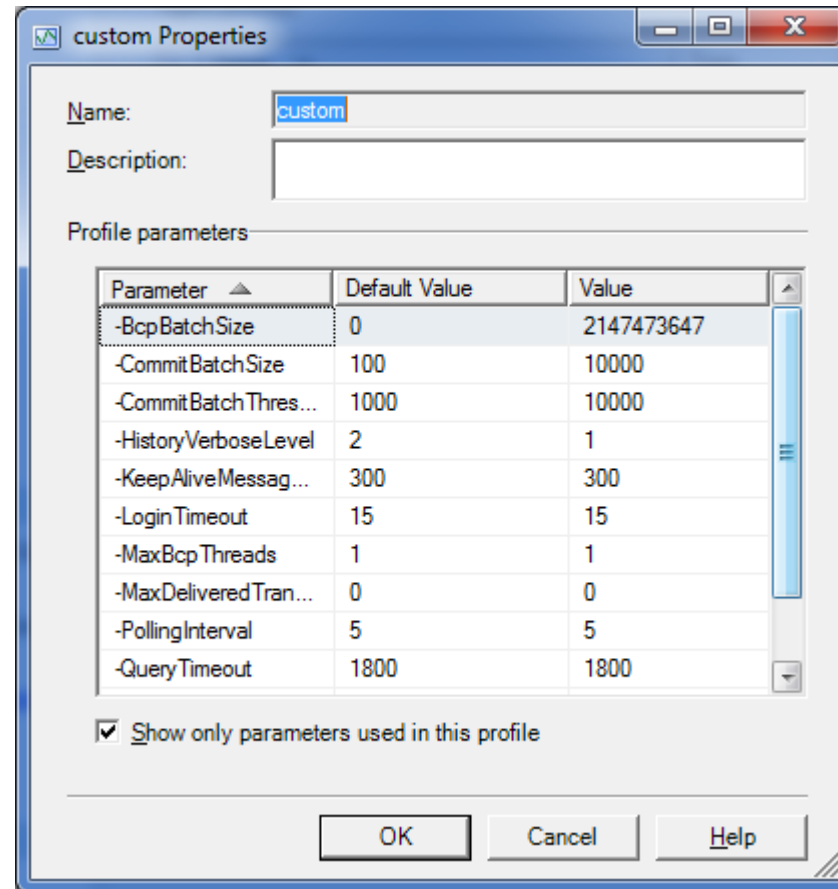 custom Properties
Name: custom
Description:
Profile parameters
Parameter Default Value Value
-BcpBatchSize 0 2147473647
-CommitBatchSize 100 10000
-CommitBatchThres... 1000 10000
-HistoryVerboseLevel 2 1
-KeepAliveMessag... 300 300
-LoginTimeout 15 15
-MaxBcpThreads 1 1
-MaxDeliveredTran... 0 0
-PollingInterval 5 5
-QueryTimeout 1800 1800
Show only parameters used in this profile
OK Cancel Help